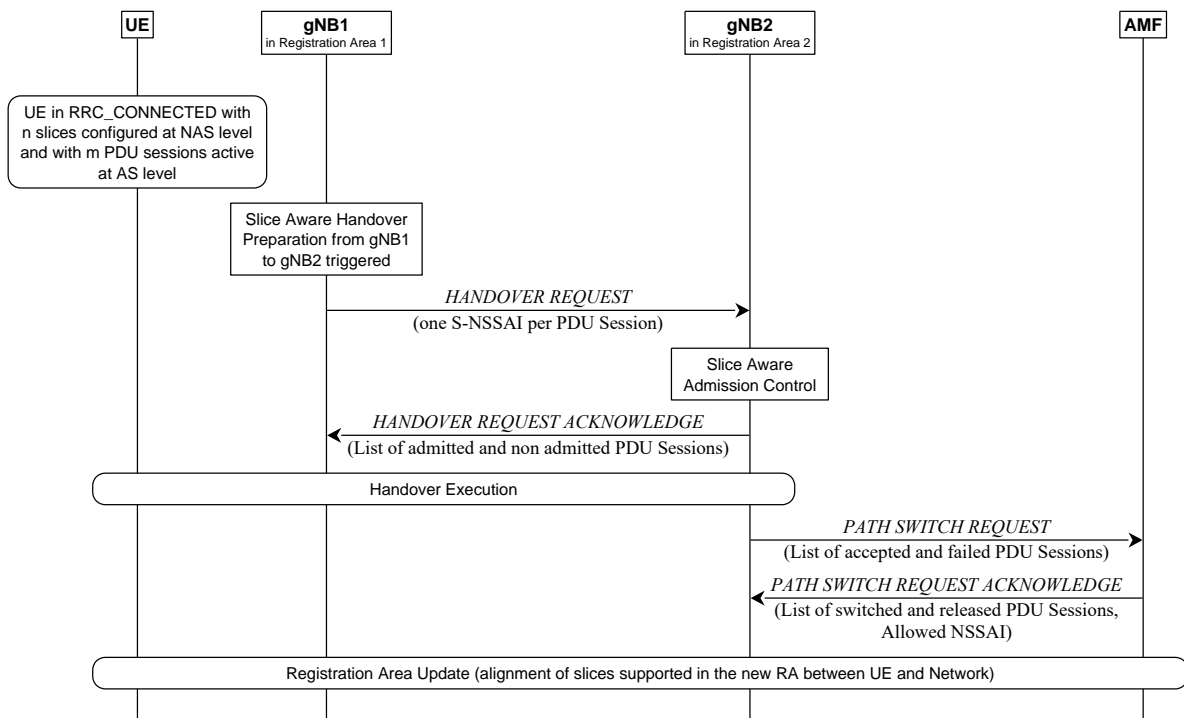 UE
gNB1
in Registration Area 1
gNB2
in Registration Area 2
AMF
UE in RRC_CONNECTED with
n slices configured at NAS level
and with m PDU sessions active
at AS level
Slice Aware Handover
Preparation from gNB1
to gNB2 triggered
HANDOVER REQUEST
(one S-NSSAI per PDU Session)
Slice Aware
Admission Control
HANDOVER REQUEST ACKNOWLEDGE
(List of admitted and non admitted PDU Sessions)
Handover Execution
PATH SWITCH REQUEST
(List of accepted and failed PDU Sessions)
PATH SWITCH REQUEST ACKNOWLEDGE
(List of switched and released PDU Sessions,
Allowed NSSAI)
Registration Area Update (alignment of slices supported in the new RA between UE and Network)